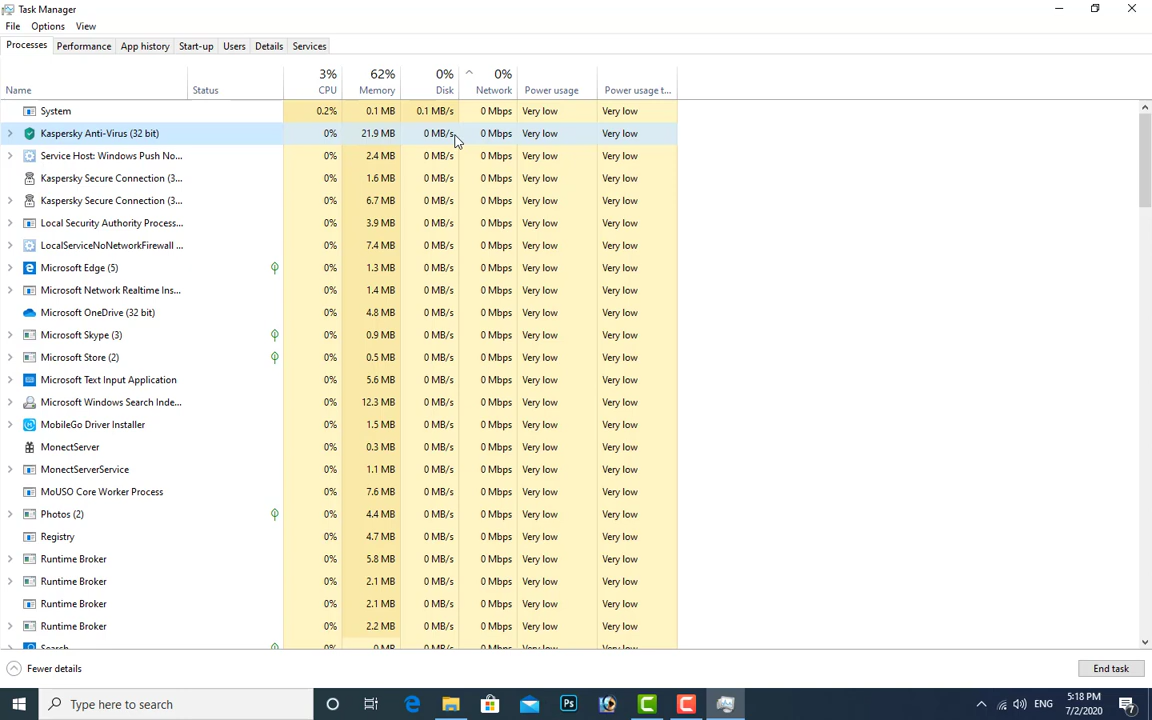 Task Manager
File Options View
Processes Performance App history Start-up Users Details Services
3% 62% 0% 0%
Name Status CPU Memory Disk Network Power usage Power usage t...
System 0.2% 0.1 MB 0.1 MB/s 0 Mbps Very low Very low
Kaspersky Anti-Virus (32 bit) 0% 21.9 MB 0 MB/s 0 Mbps Very low Very low
Service Host: Windows Push No... 0% 2.4 MB 0 MB/s 0 Mbps Very low Very low
Kaspersky Secure Connection (3... 0% 1.6 MB 0 MB/s 0 Mbps Very low Very low
Kaspersky Secure Connection (3... 0% 6.7 MB 0 MB/s 0 Mbps Very low Very low
Local Security Authority Process... 0% 3.9 MB 0 MB/s 0 Mbps Very low Very low
LocalServiceNoNetworkFirewall ... 0% 7.4 MB 0 MB/s 0 Mbps Very low Very low
Microsoft Edge (5) 0% 1.3 MB 0 MB/s 0 Mbps Very low Very low
Microsoft Network Realtime Ins... 0% 1.4 MB 0 MB/s 0 Mbps Very low Very low
Microsoft OneDrive (32 bit) 0% 4.8 MB 0 MB/s 0 Mbps Very low Very low
Microsoft Skype (3) 0% 0.9 MB 0 MB/s 0 Mbps Very low Very low
Microsoft Store (2) 0% 0.5 MB 0 MB/s 0 Mbps Very low Very low
Microsoft Text Input Application 0% 5.6 MB 0 MB/s 0 Mbps Very low Very low
Microsoft Windows Search Inde... 0% 12.3 MB 0 MB/s 0 Mbps Very low Very low
MobileGo Driver Installer 0% 1.5 MB 0 MB/s 0 Mbps Very low Very low
MonectServer 0% 0.3 MB 0 MB/s 0 Mbps Very low Very low
MonectServerService 0% 1.1 MB 0 MB/s 0 Mbps Very low Very low
MoUSO Core Worker Process 0% 7.6 MB 0 MB/s 0 Mbps Very low Very low
Photos (2) 0% 4.4 MB 0 MB/s 0 Mbps Very low Very low
Registry 0% 4.7 MB 0 MB/s 0 Mbps Very low Very low
Runtime Broker 0% 5.8 MB 0 MB/s 0 Mbps Very low Very low
Runtime Broker 0% 2.1 MB 0 MB/s 0 Mbps Very low Very low
Runtime Broker 0% 2.1 MB 0 MB/s 0 Mbps Very low Very low
Runtime Broker 0% 2.2 MB 0 MB/s 0 Mbps Very low Very low
Search 0% 0 MB 0 MB/s 0 Mbps Very low Very low
Fewer details End task
Type here to search Ps ENG 5:18 PM
7/2/2020 7